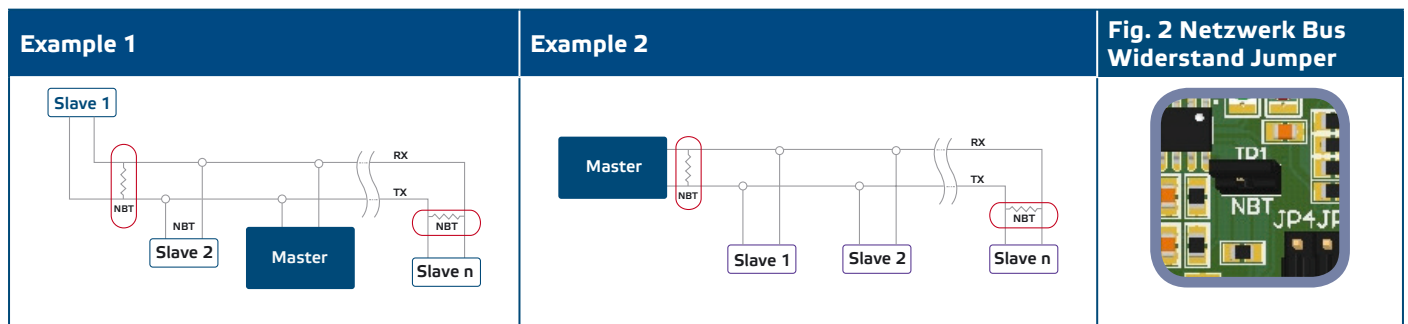 Example 1
Example 2
Fig. 2 Netzwerk Bus
Widerstand Jumper
Slave 1
RX
TX
NBT
NBT
NBT
Slave 2
Master
Slave n
Master
RX
TX
NBT
NBT
Slave 1
Slave 2
Slave n
JP1
NBT
JP4JP